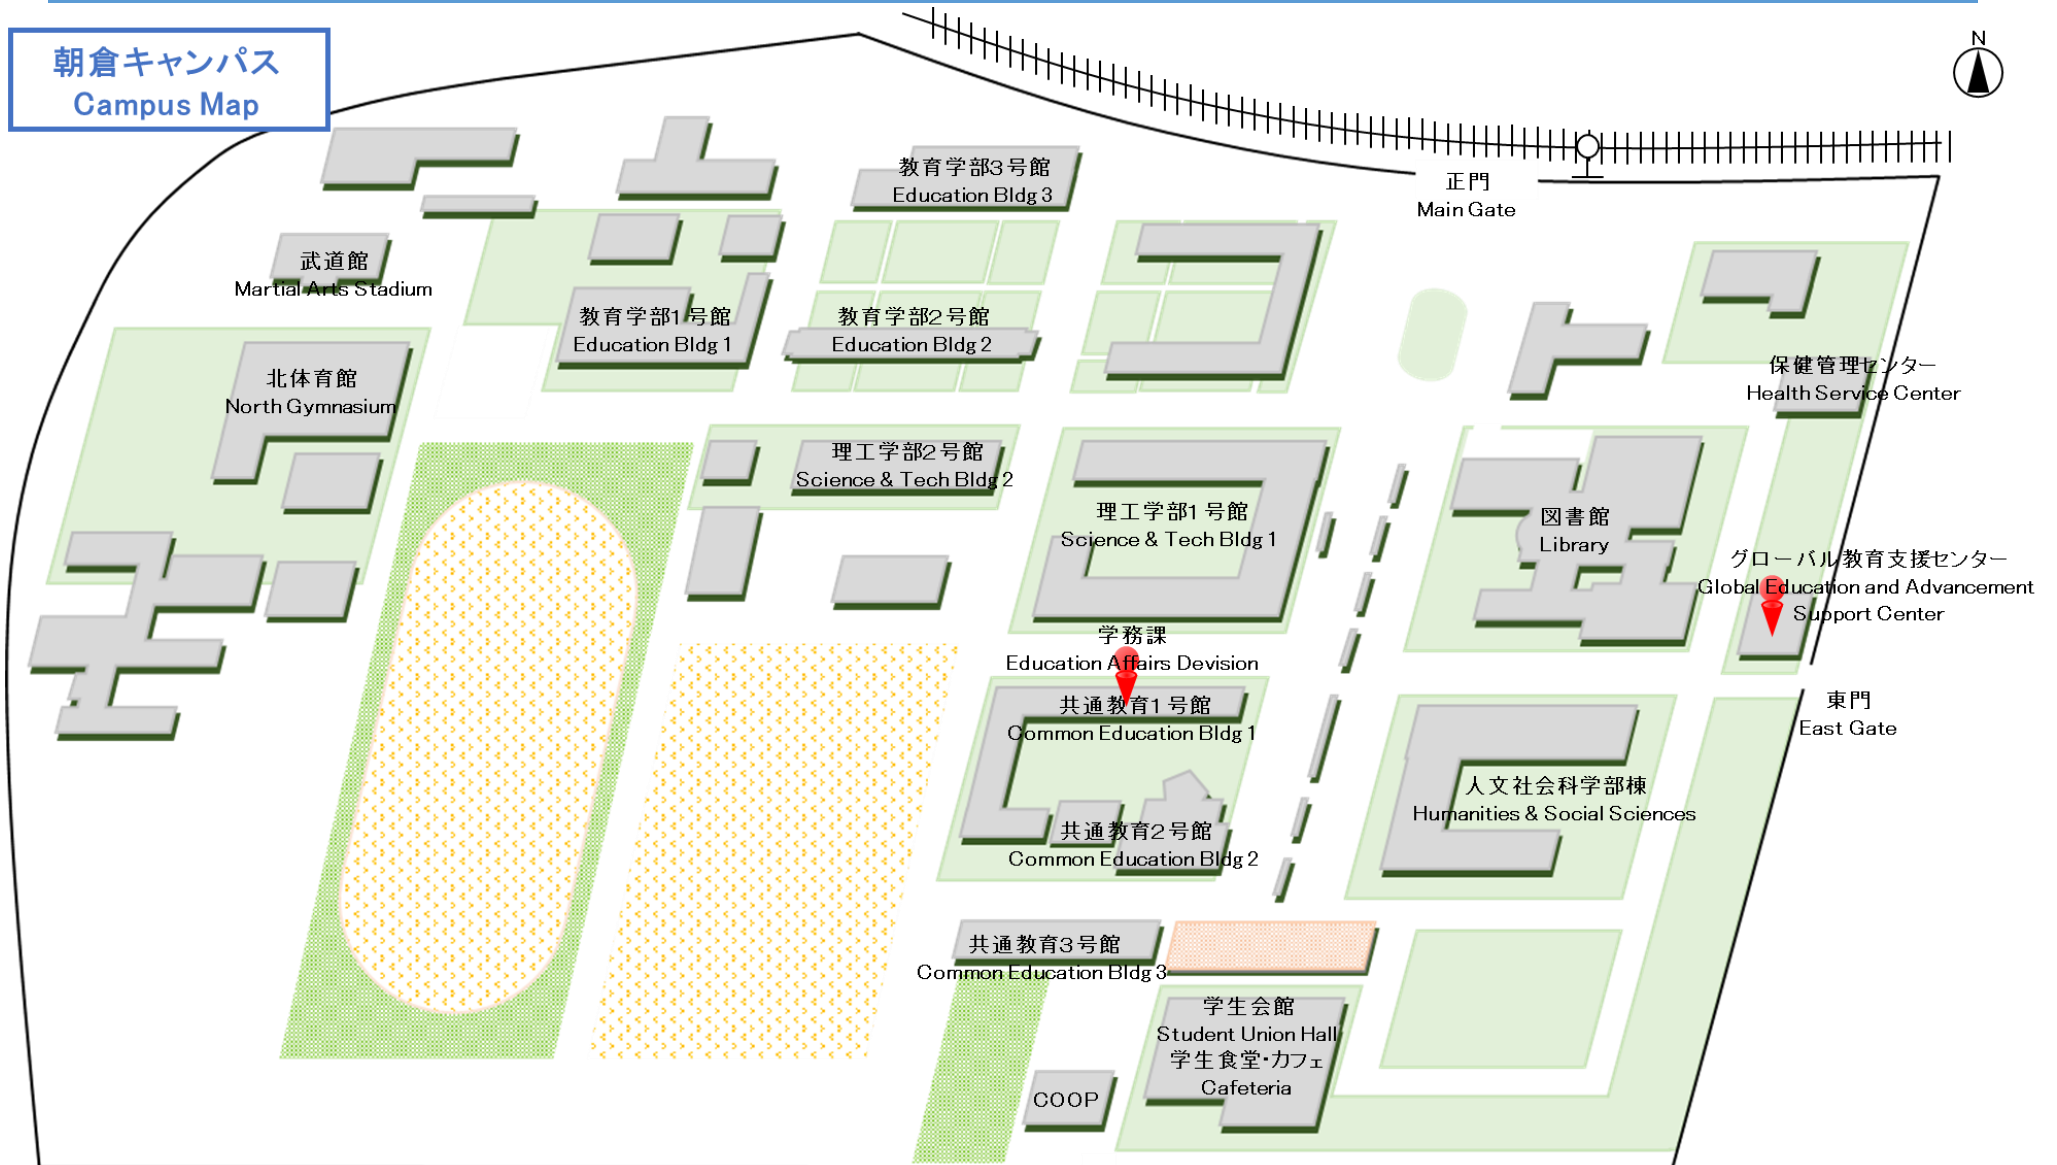 朝倉キャンパス
Campus Map
N
教育学部3号館
Education Bldg 3
正門
Main Gate
武道館
Martial Arts Stadium
教育学部1号館
Education Bldg 1
教育学部2号館
Education Bldg 2
保健管理センター
Health Service Center
北体育館
North Gymnasium
理工学部2号館
Science & Tech Bldg 2
理工学部1号館
Science & Tech Bldg 1
図書館
Library
グローバル教育支援センター
Global Education and Advancement
Support Center
学務課
Education Affairs Devision
共通教育1号館
Common Education Bldg 1
東門
East Gate
人文社会科学部棟
Humanities & Social Sciences
共通教育2号館
Common Education Bldg 2
共通教育3号館
Common Education Bldg 3
学生会館
Student Union Hall
学生食堂・カフェ
Cafeteria
COOP